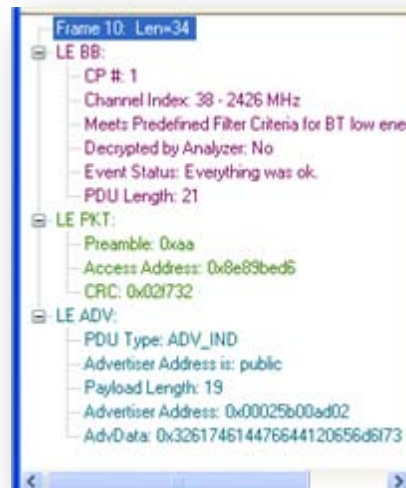 Frame 10: Len=34
LE BB:
CP #: 1
Channel Index: 38 - 2426 MHz
Meets Predefined Filter Criteria for BT low ene
Decrypted by Analyzer: No
Event Status: Everything was ok.
PDU Length: 21
LE PKT:
Preamble: 0xaa
Access Address: 0x8e89bed6
CRC: 0x02f732
LE ADV:
PDU Type: ADV_IND
Advertiser Address is: public
Payload Length: 19
Advertiser Address: 0x00025b00ad02
AdvData: 0x3261746144766441206566d6f73